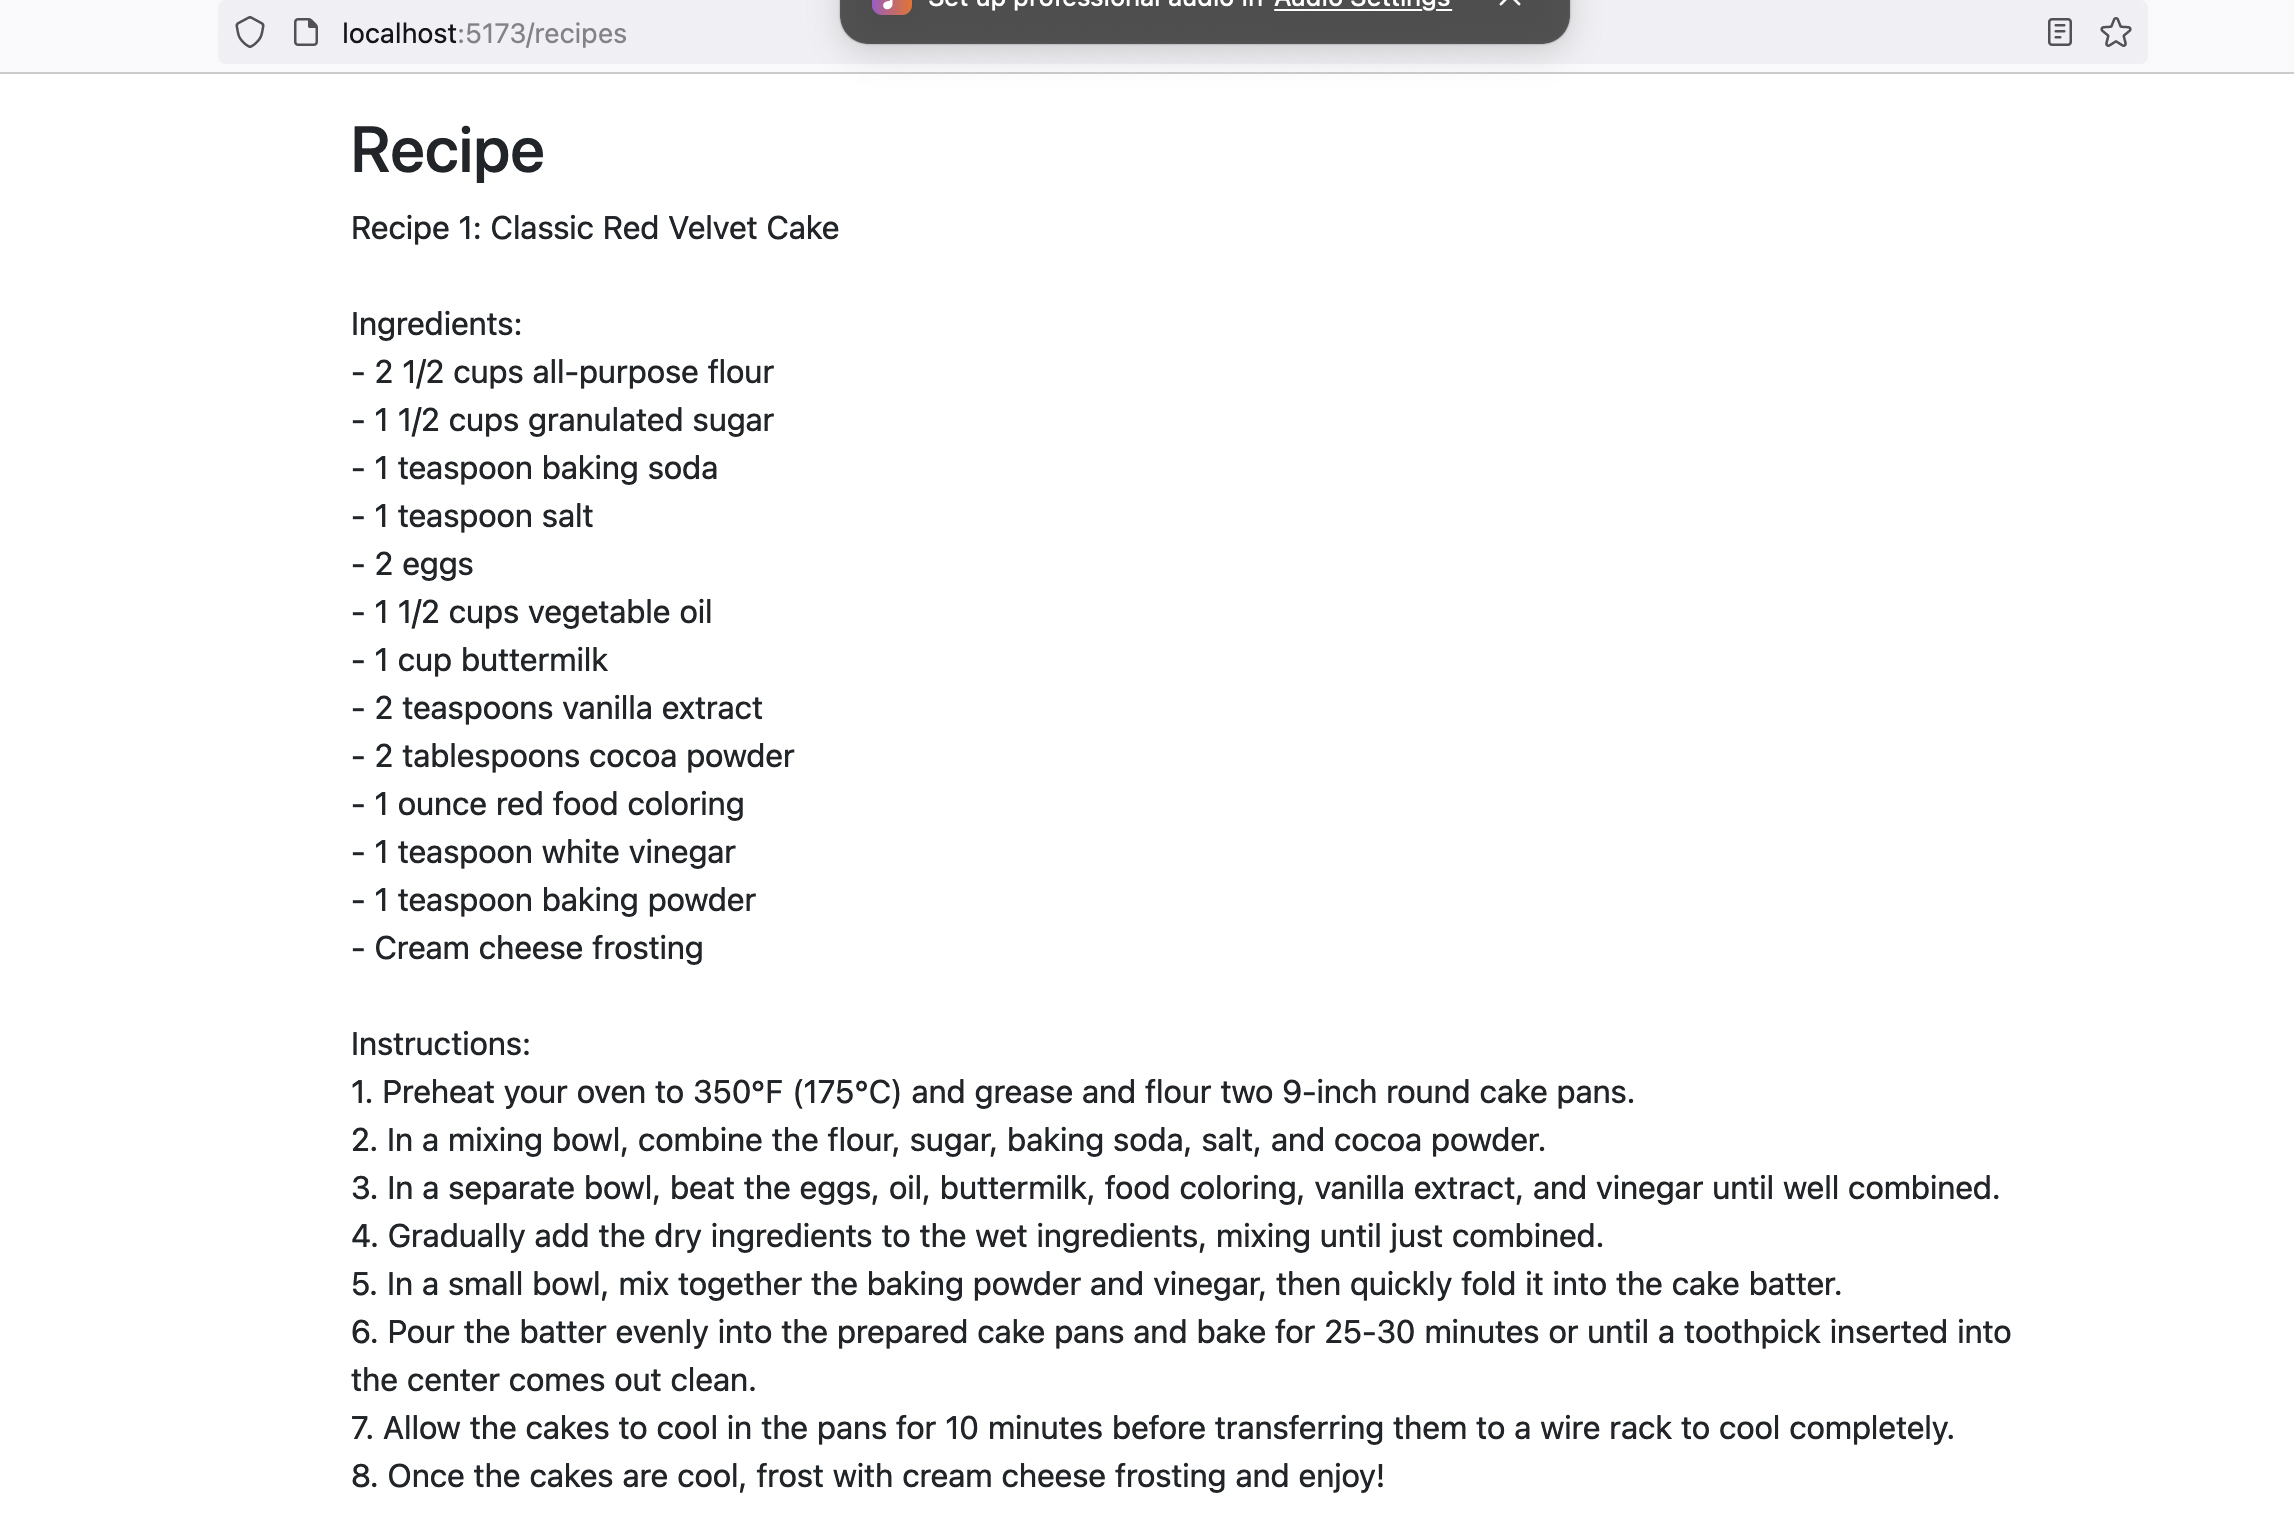 Set up professional audio in Audio Settings
localhost:5173/recipes
Recipe
Recipe 1: Classic Red Velvet Cake
Ingredients:
- 2 1/2 cups all-purpose flour
- 1 1/2 cups granulated sugar
- 1 teaspoon baking soda
- 1 teaspoon salt
- 2 eggs
- 1 1/2 cups vegetable oil
- 1 cup buttermilk
- 2 teaspoons vanilla extract
- 2 tablespoons cocoa powder
- 1 ounce red food coloring
- 1 teaspoon white vinegar
- 1 teaspoon baking powder
- Cream cheese frosting
Instructions:
1. Preheat your oven to 350°F (175°C) and grease and flour two 9-inch round cake pans.
2. In a mixing bowl, combine the flour, sugar, baking soda, salt, and cocoa powder.
3. In a separate bowl, beat the eggs, oil, buttermilk, food coloring, vanilla extract, and vinegar until well combined.
4. Gradually add the dry ingredients to the wet ingredients, mixing until just combined.
5. In a small bowl, mix together the baking powder and vinegar, then quickly fold it into the cake batter.
6. Pour the batter evenly into the prepared cake pans and bake for 25-30 minutes or until a toothpick inserted into
the center comes out clean.
7. Allow the cakes to cool in the pans for 10 minutes before transferring them to a wire rack to cool completely.
8. Once the cakes are cool, frost with cream cheese frosting and enjoy!